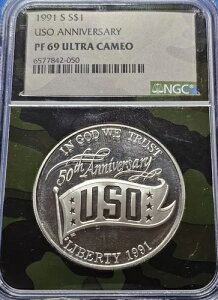 1991 S S$1
USO ANNIVERSARY
PF 69 ULTRA CAMEO
6577842-050
NGC
IN GOD WE TRUST
50th Anniversary
USO
LIBERTY 1991